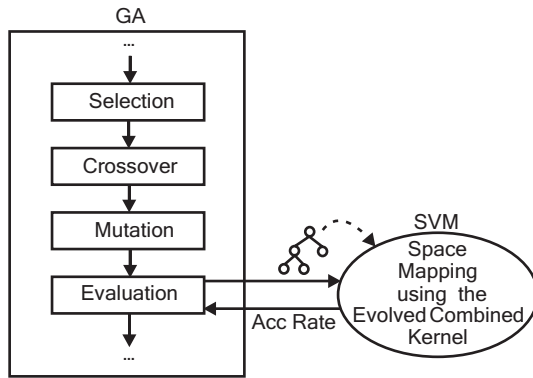 GA
...
Selection
Crossover
Mutation
Evaluation
...
Acc Rate
SVM
Space
Mapping
using the
Evolved Combined
Kernel